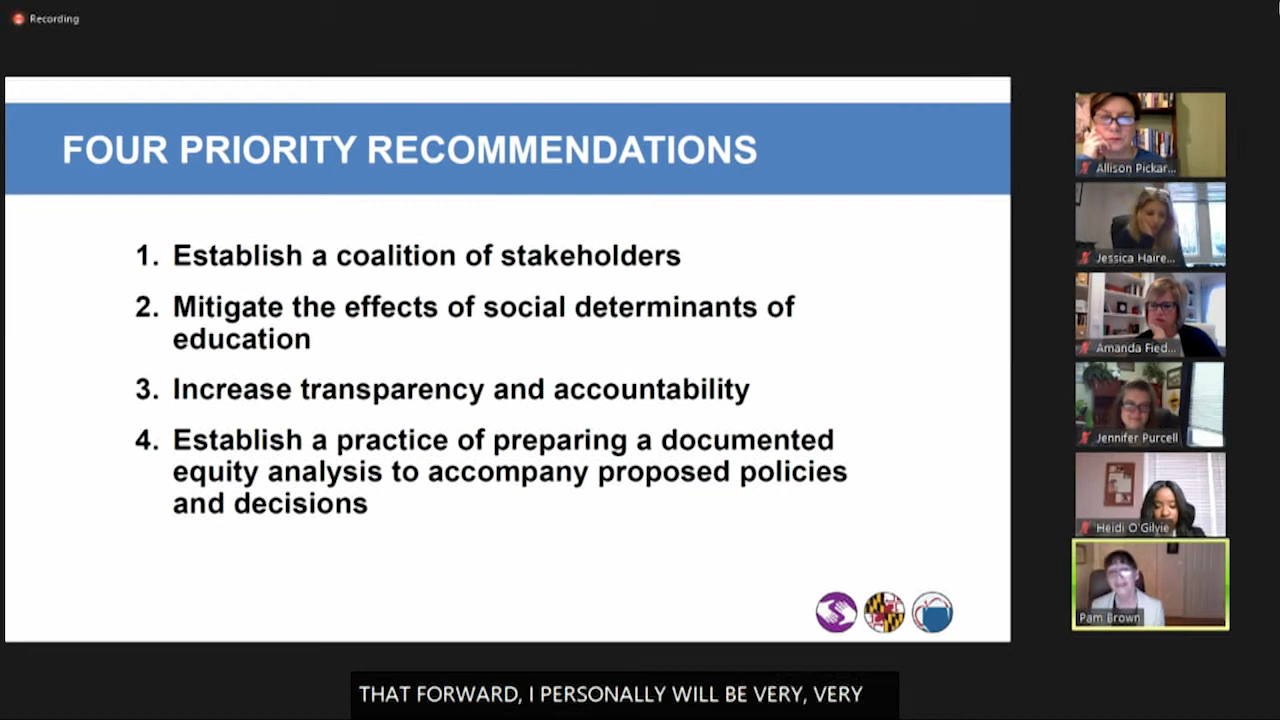 Recording
FOUR PRIORITY RECOMMENDATIONS
1. Establish a coalition of stakeholders
2. Mitigate the effects of social determinants of
education
3. Increase transparency and accountability
4. Establish a practice of preparing a documented
equity analysis to accompany proposed policies
and decisions
Allison Pickar...
Jessica Haire...
Amanda Fied...
Jennifer Purcell
Heidi O'Gilvie
Pam Brown
THAT FORWARD, I PERSONALLY WILL BE VERY, VERY